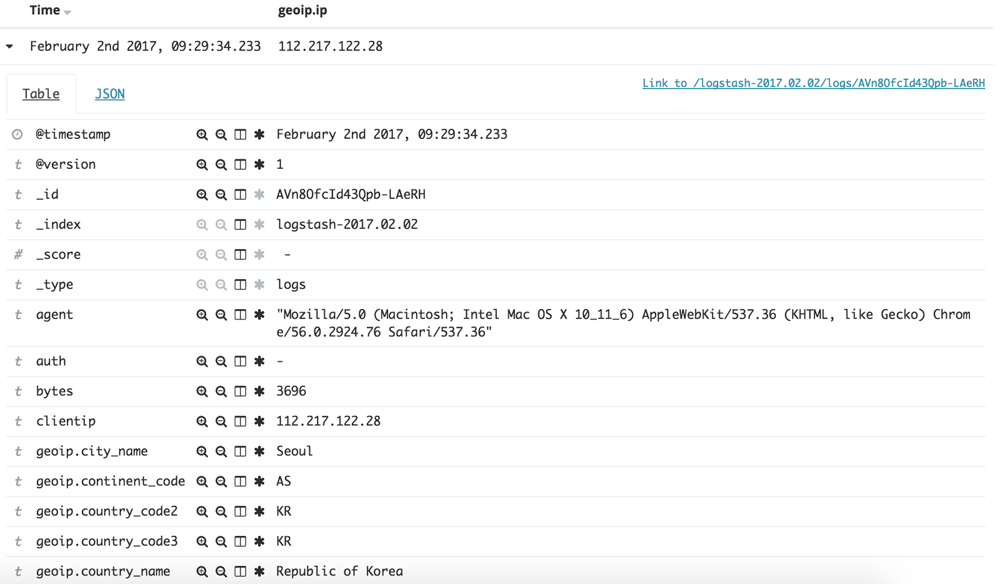 Time geoip.ip
February 2nd 2017, 09:29:34.233 112.217.122.28
Table JSON Link to /logstash-2017.02.02/logs/AVn8OfcId43Qpb-LAeRH
@timestamp February 2nd 2017, 09:29:34.233
t @version 1
t _id AVn8OfcId43Qpb-LAeRH
t _index logstash-2017.02.02
# _score -
t _type logs
t agent "Mozilla/5.0 (Macintosh; Intel Mac OS X 10_11_6) AppleWebKit/537.36 (KHTML, like Gecko) Chrom
e/56.0.2924.76 Safari/537.36"
t auth -
t bytes 3696
t clientip 112.217.122.28
t geoip.city_name Seoul
t geoip.continent_code AS
t geoip.country_code2 KR
t geoip.country_code3 KR
t geoip.country_name Republic of Korea